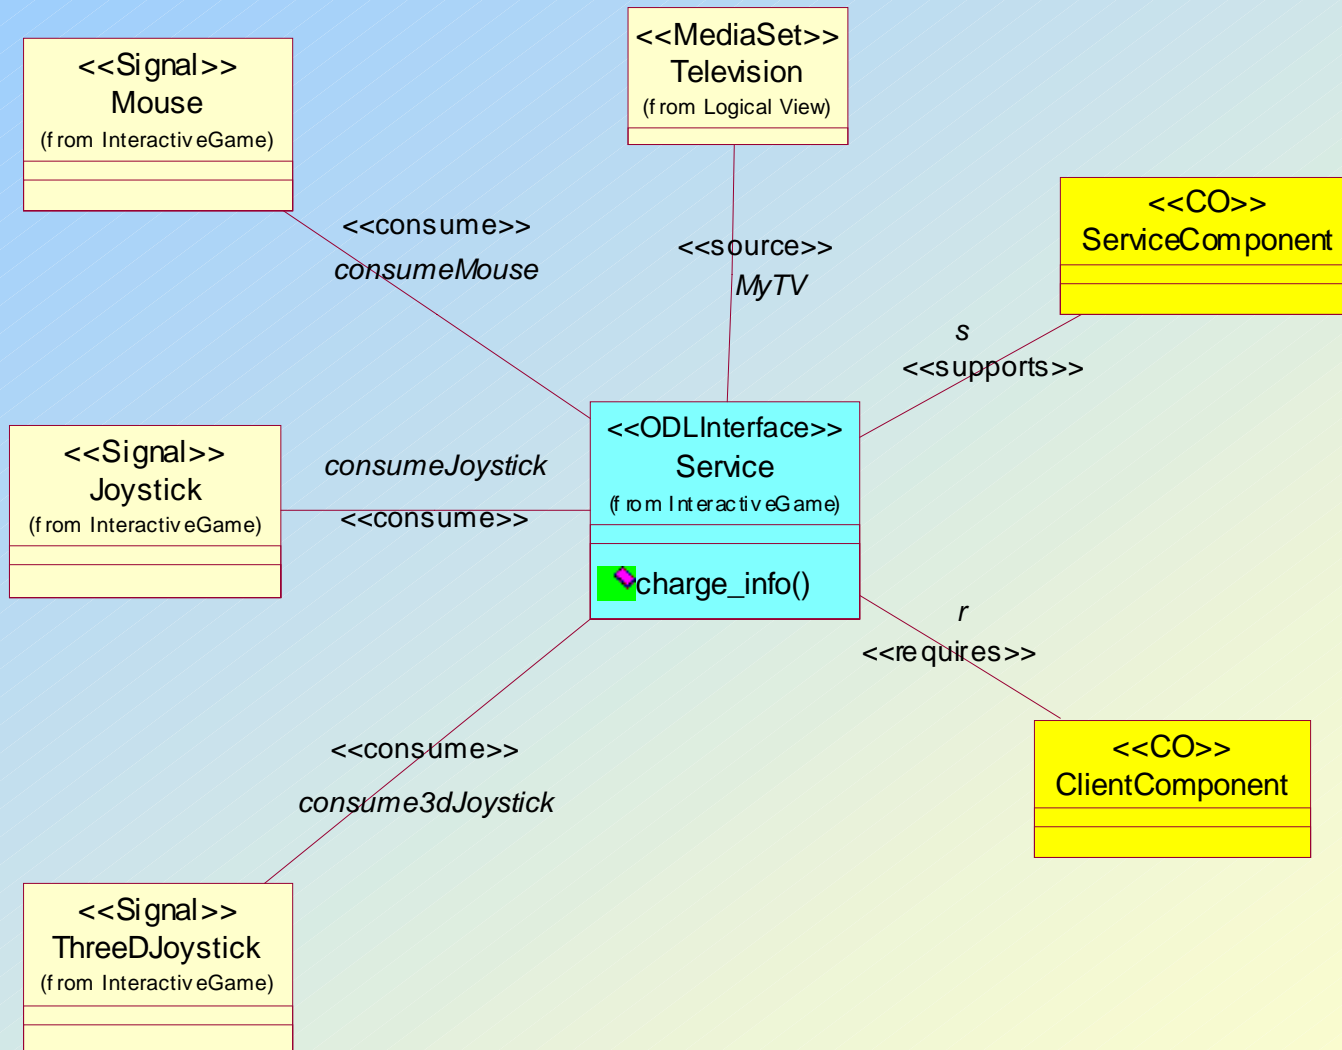 <<Signal>>
Mouse
(from InteractiveGame)
<<MediaSet>>
Television
(from Logical View)
<<CO>>
ServiceComponent
<<consume>>
consumeMouse
<<source>>
MyTV
s
<<supports>>
<<Signal>>
Joystick
(from InteractiveGame)
consumeJoystick
<<consume>>
<<ODLInterface>>
Service
(from InteractiveGame)
charge_info()
r
<<requires>>
<<consume>>
consume3dJoystick
<<CO>>
ClientComponent
<<Signal>>
ThreeDJoystick
(from InteractiveGame)